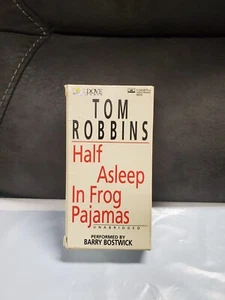 TOM
ROBBINS
Half
Asleep
In Frog
Pajamas
UNABRIDGED
PERFORMED BY
BARRY BOSTWICK